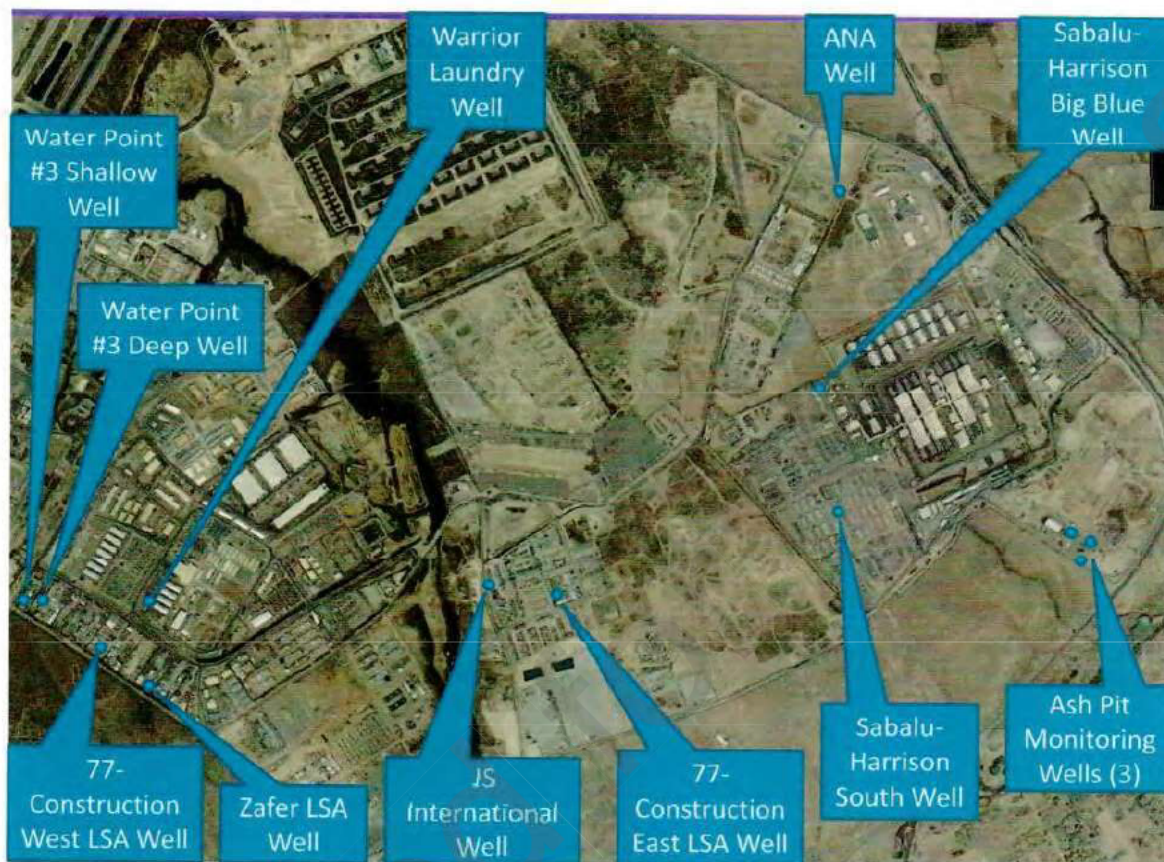 Warrior
Laundry
Well
ANA
Well
Sabalu-
Harrison
Big Blue
Well
Water Point
#3 Shallow
Well
Water Point
#3 Deep Well
77-
Construction
West LSA Well
Zafer LSA
Well
JS
International
Well
77-
Construction
East LSA Well
Sabalu-
Harrison
South Well
Ash Pit
Monitoring
Wells (3)